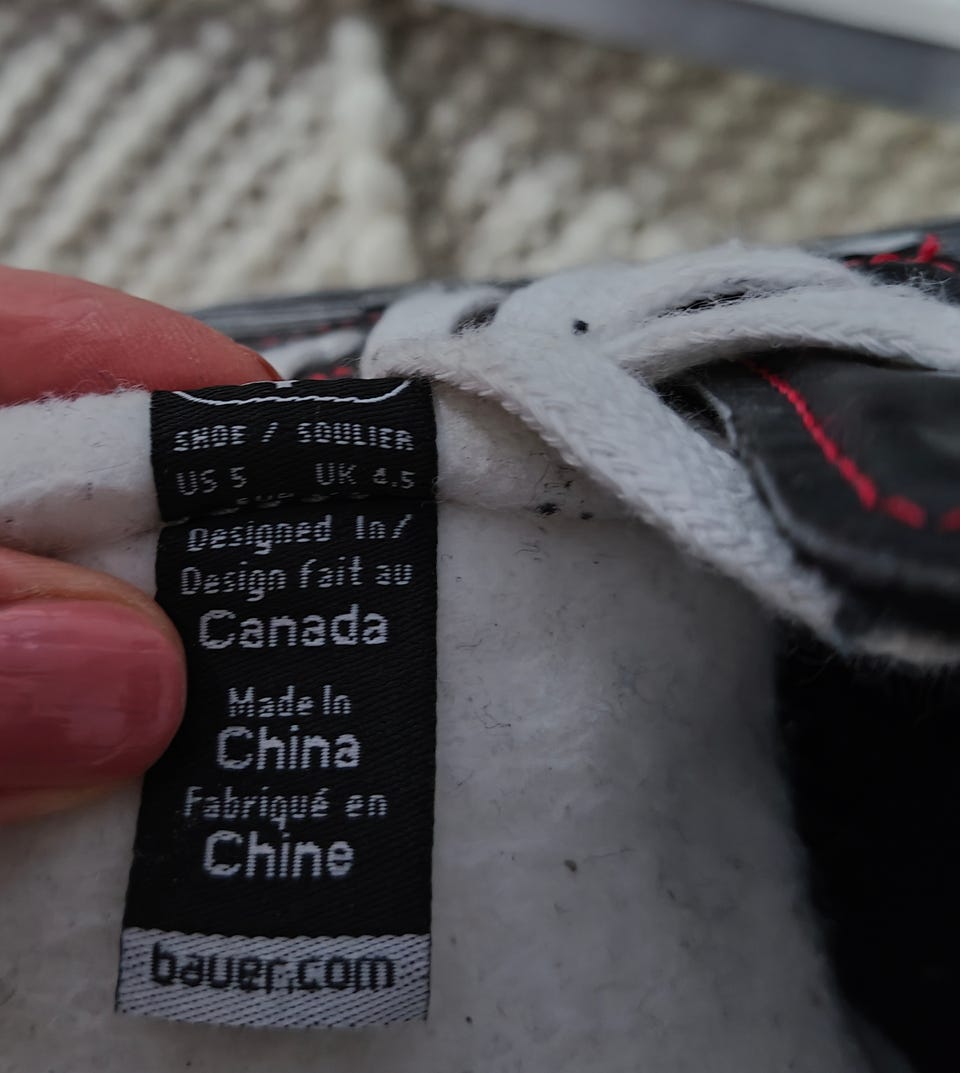 SHOE / SOULIER
US 5 UK 4.5
Designed In/
Design fait au
Canada
Made In
China
Fabriqué en
Chine
bauer.com